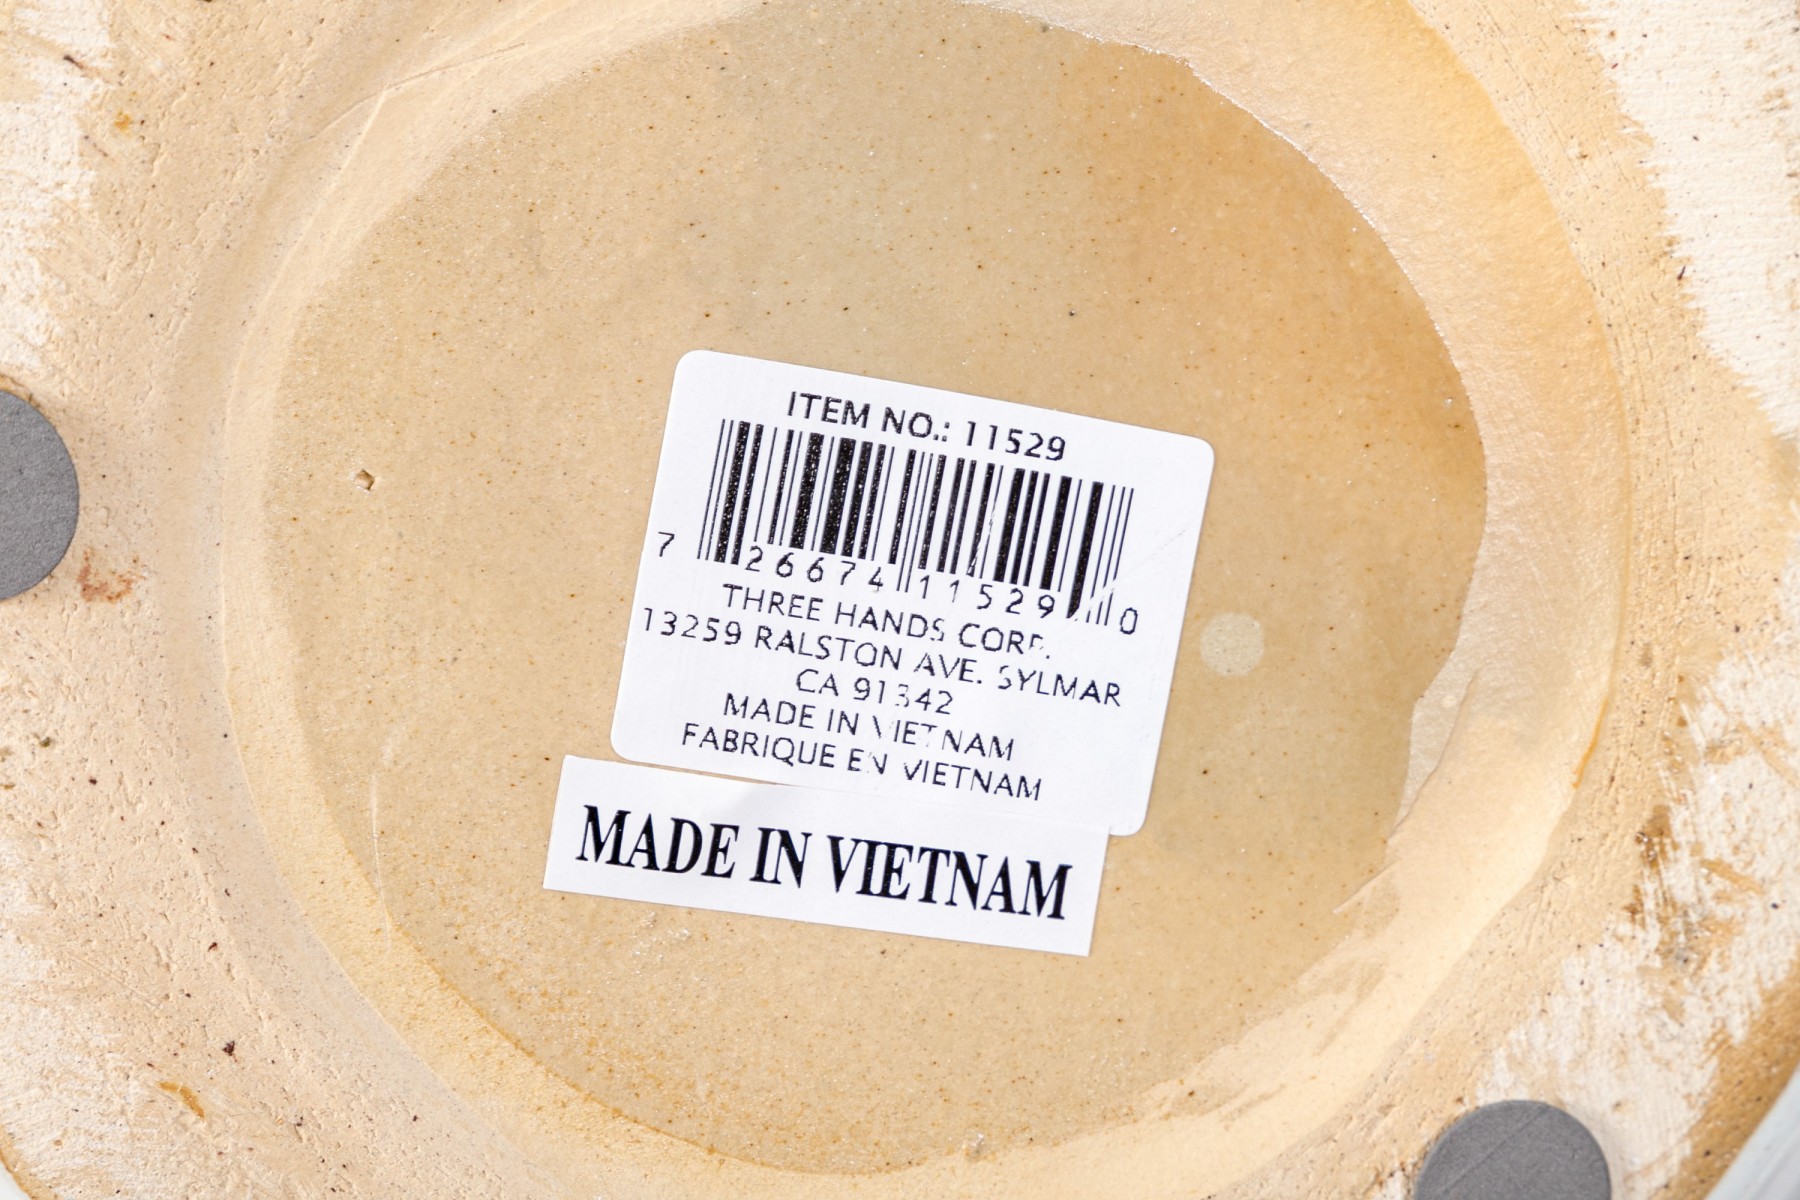 ITEM NO.: 11529
7 26674 11529 0
THREE HANDS CORP.
13259 RALSTON AVE. SYLMAR
CA 91342
MADE IN VIETNAM
FABRIQUE EN VIETNAM
MADE IN VIETNAM